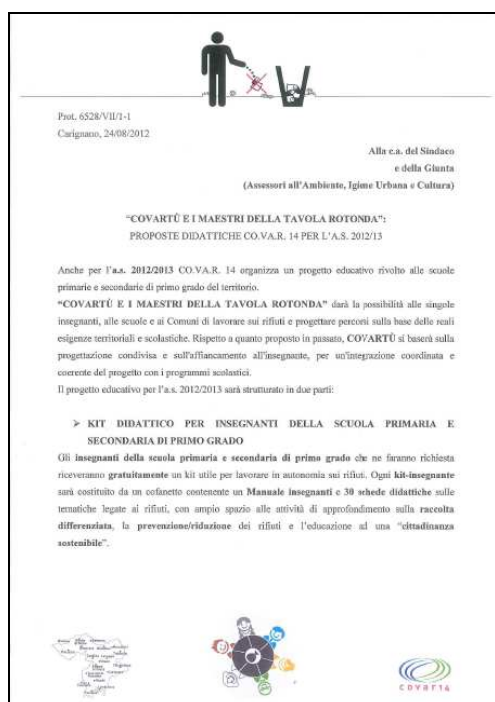 Prot. 6528/VII/1-1
Carignano, 24/08/2012
Alla c.a. del Sindaco
e della Giunta
(Assessori all'Ambiente, Igiene Urbana e Cultura)
"COVARTÙ E I MAESTRI DELLA TAVOLA ROTONDA":
PROPOSTE DIDATTICHE CO.VA.R. 14 PER L'A.S. 2012/13
Anche per l'a.s. 2012/2013 CO.VA.R. 14 organizza un progetto educativo rivolto alle scuole
primarie e secondarie di primo grado del territorio.
"COVARTÙ E I MAESTRI DELLA TAVOLA ROTONDA" darà la possibilità alle singole
insegnanti, alle scuole e ai Comuni di lavorare sui rifiuti e progettare percorsi sulla base delle reali
esigenze territoriali e scolastiche. Rispetto a quanto proposto in passato, COVARTÙ si baserà sulla
progettazione condivisa e sull'affiancamento all'insegnante, per un'integrazione coordinata e
coerente del progetto con i programmi scolastici.
Il progetto educativo per l'a.s. 2012/2013 sarà strutturato in due parti:
➢ KIT DIDATTICO PER INSEGNANTI DELLA SCUOLA PRIMARIA E
SECONDARIA DI PRIMO GRADO
Gli insegnanti della scuola primaria e secondaria di primo grado che ne faranno richiesta
riceveranno gratuitamente un kit utile per lavorare in autonomia sui rifiuti. Ogni kit-insegnante
sarà costituito da un cofanetto contenente un Manuale insegnanti e 30 schede didattiche sulle
tematiche legate ai rifiuti, con ampio spazio alle attività di approfondimento sulla raccolta
differenziata, la prevenzione/riduzione dei rifiuti e l'educazione ad una "cittadinanza
sostenibile".
COVAR14